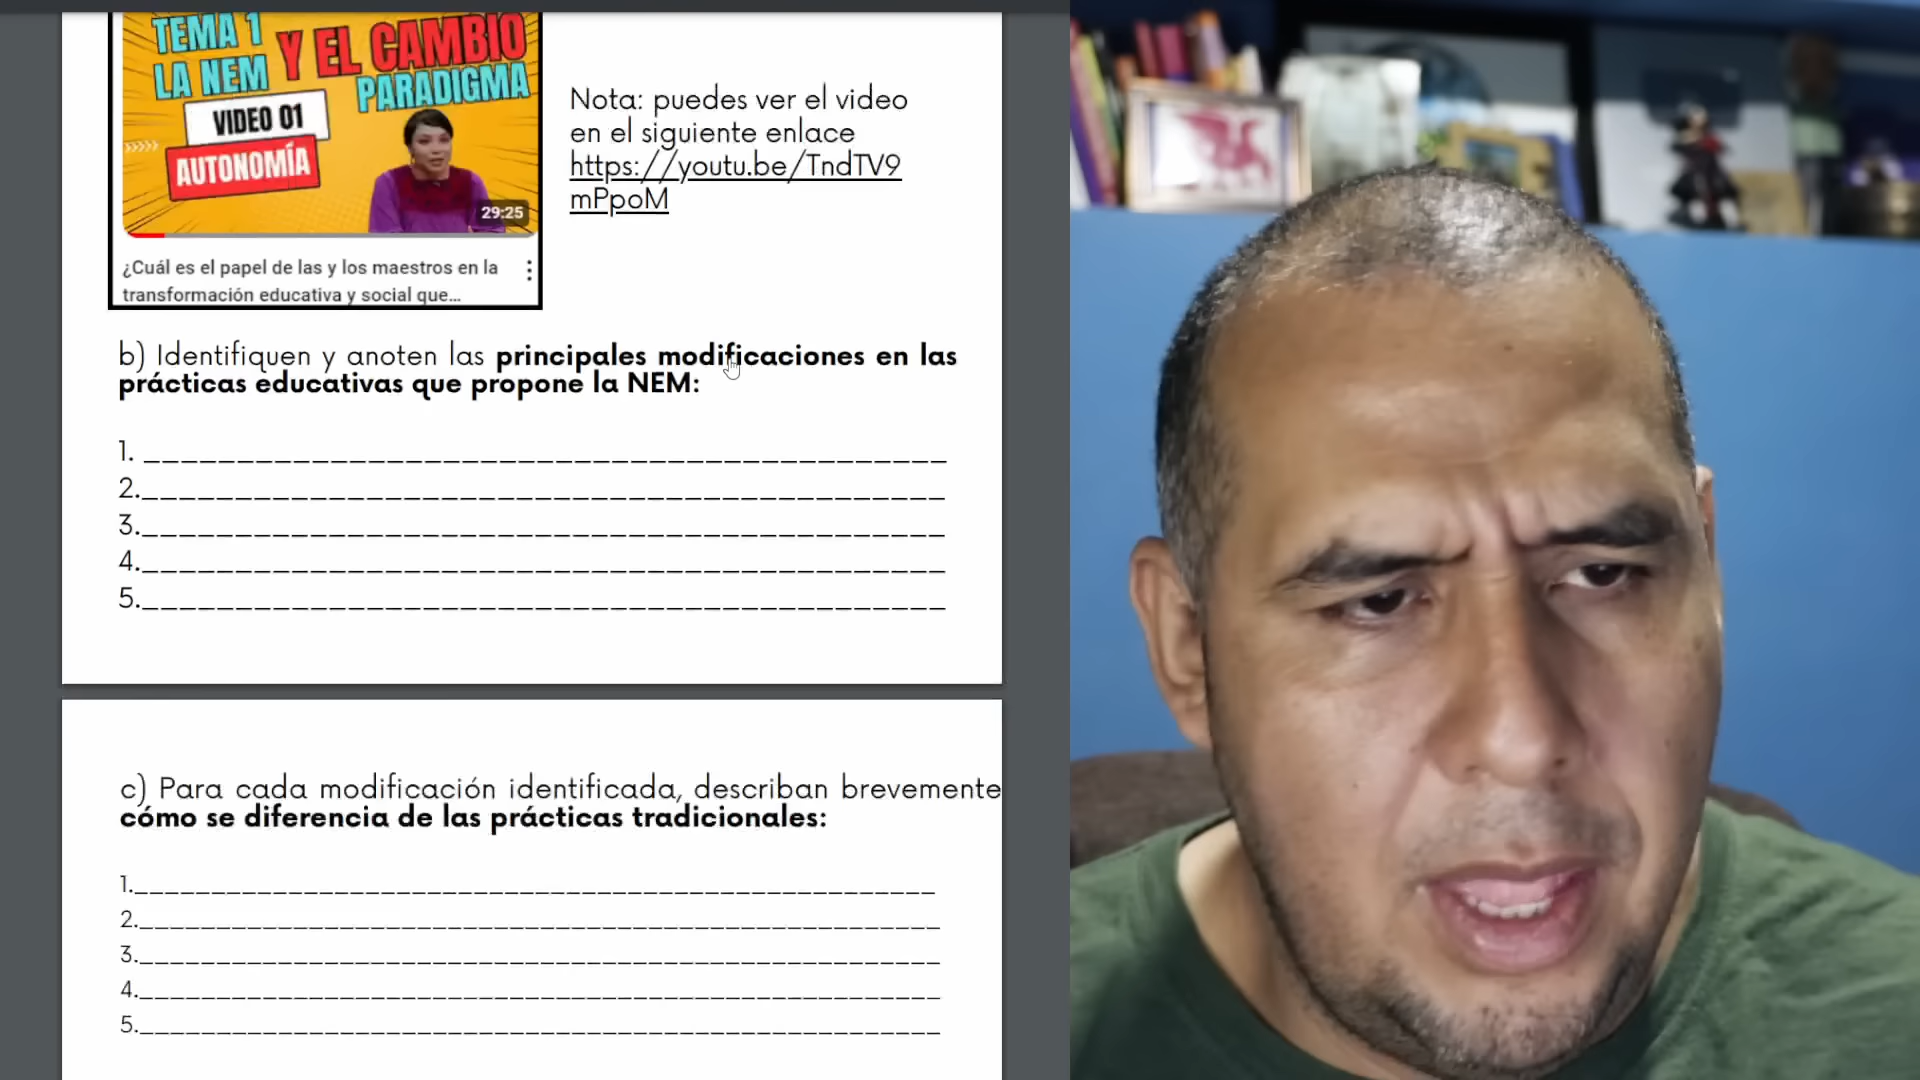 TEMA 1
LA NEM
Y EL CAMBIO
PARADIGMA
VIDEO 01
AUTONOMÍA
29:25
¿Cuál es el papel de las y los maestros en la
transformación educativa y social que...
Nota: puedes ver el video
en el siguiente enlace
https://youtu.be/TndTV9
mPpoM
b) Identifiquen y anoten las principales modificaciones en las
prácticas educativas que propone la NEM:
1. ___________________________________________
2.___________________________________________
3.___________________________________________
4.___________________________________________
5.___________________________________________
c) Para cada modificación identificada, describan brevemente
cómo se diferencia de las prácticas tradicionales:
1.___________________________________________
2.___________________________________________
3.___________________________________________
4.___________________________________________
5.___________________________________________